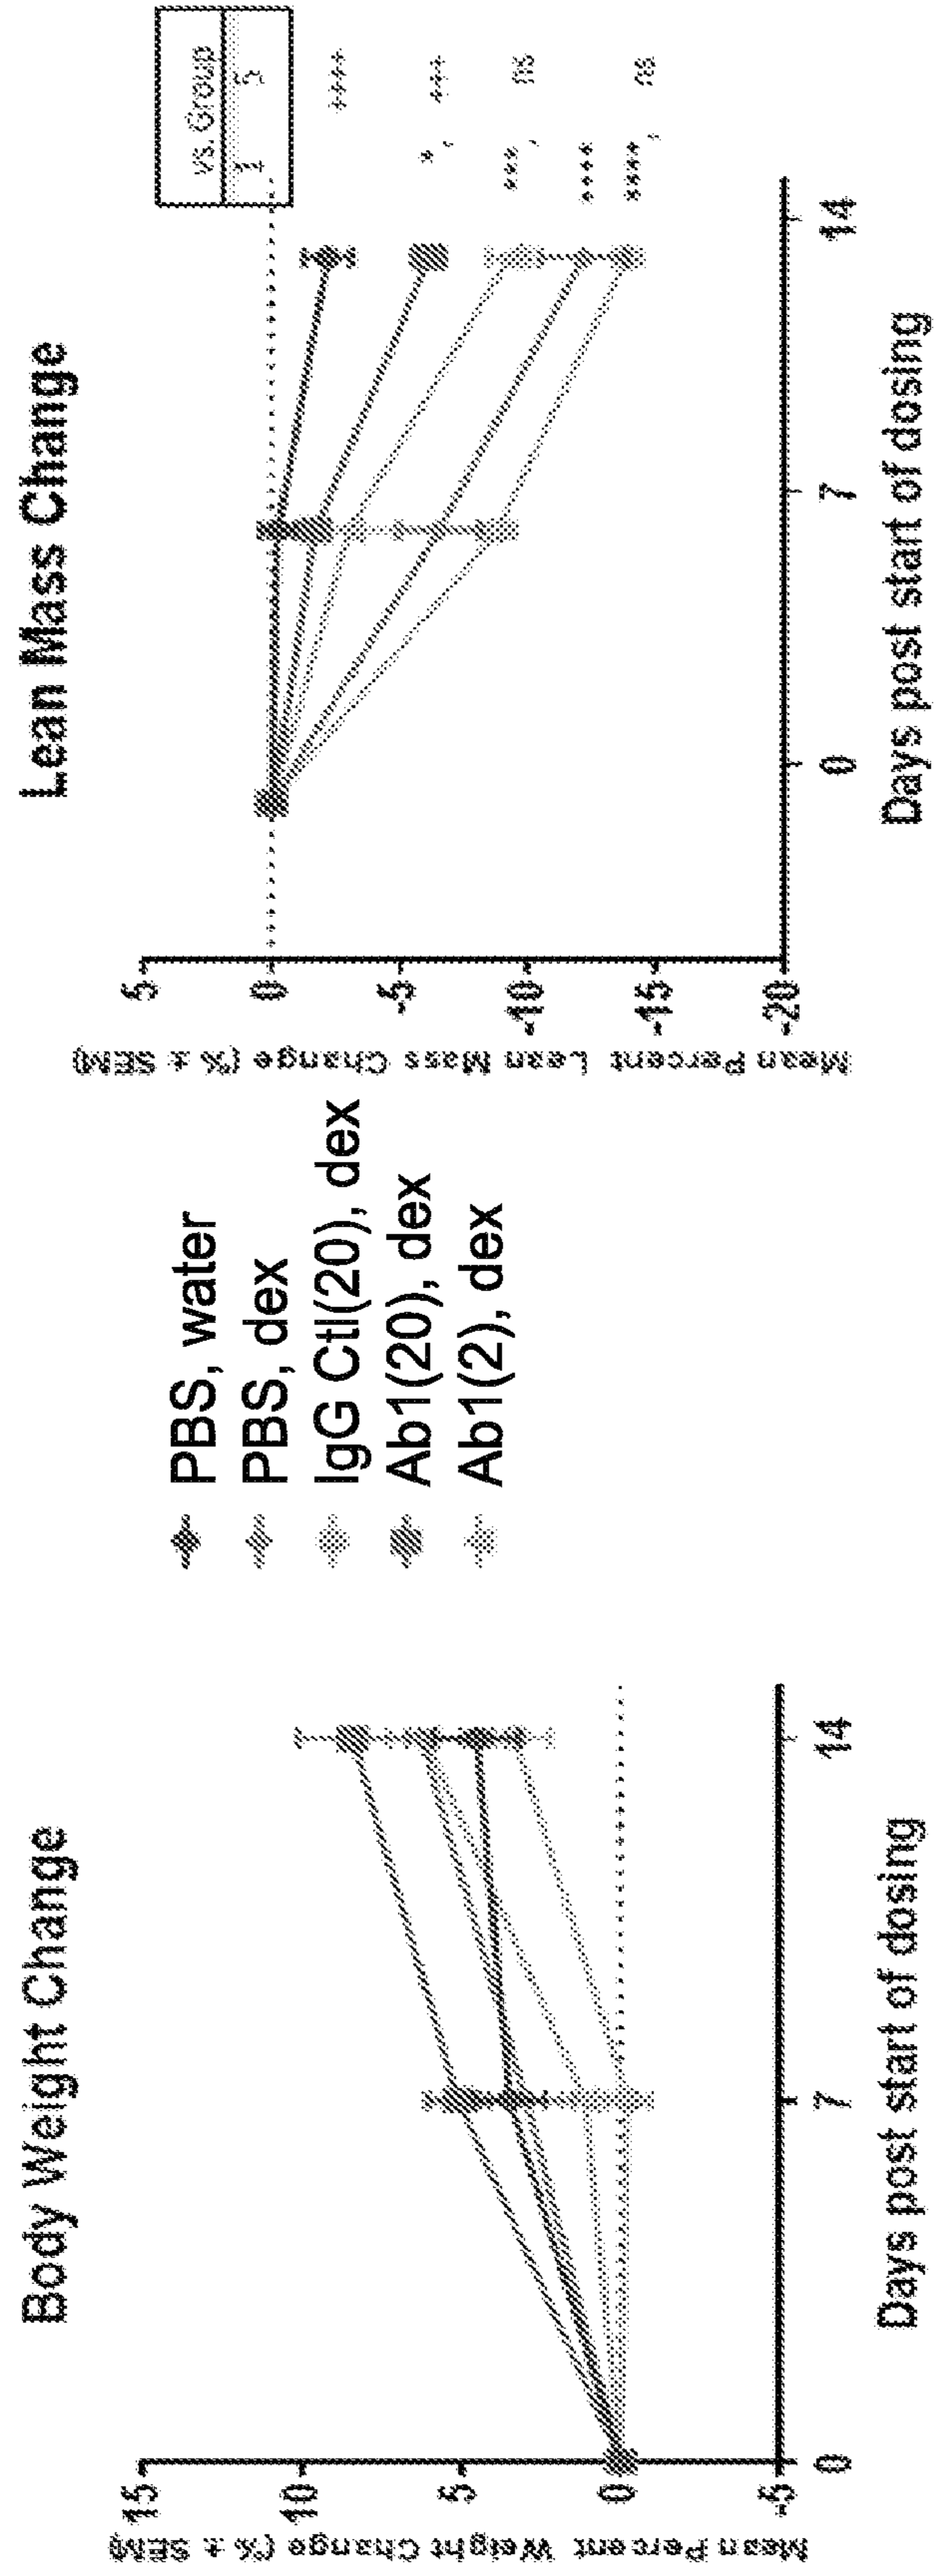 Body Weight Change
Mean Percent Weight Change (% ± SEM)
15
10
5
0
-5
0
7
14
Days post start of dosing
PBS, water
PBS, dex
IgG Ctl(20), dex
Ab1(20), dex
Ab1(2), dex
Lean Mass Change
Mean Percent Lean Mass Change (% ± SEM)
5
0
-5
-10
-15
-20
0
7
14
Days post start of dosing
vs. Group
1 5
++++
*, +++
***, ns
****
****, ns